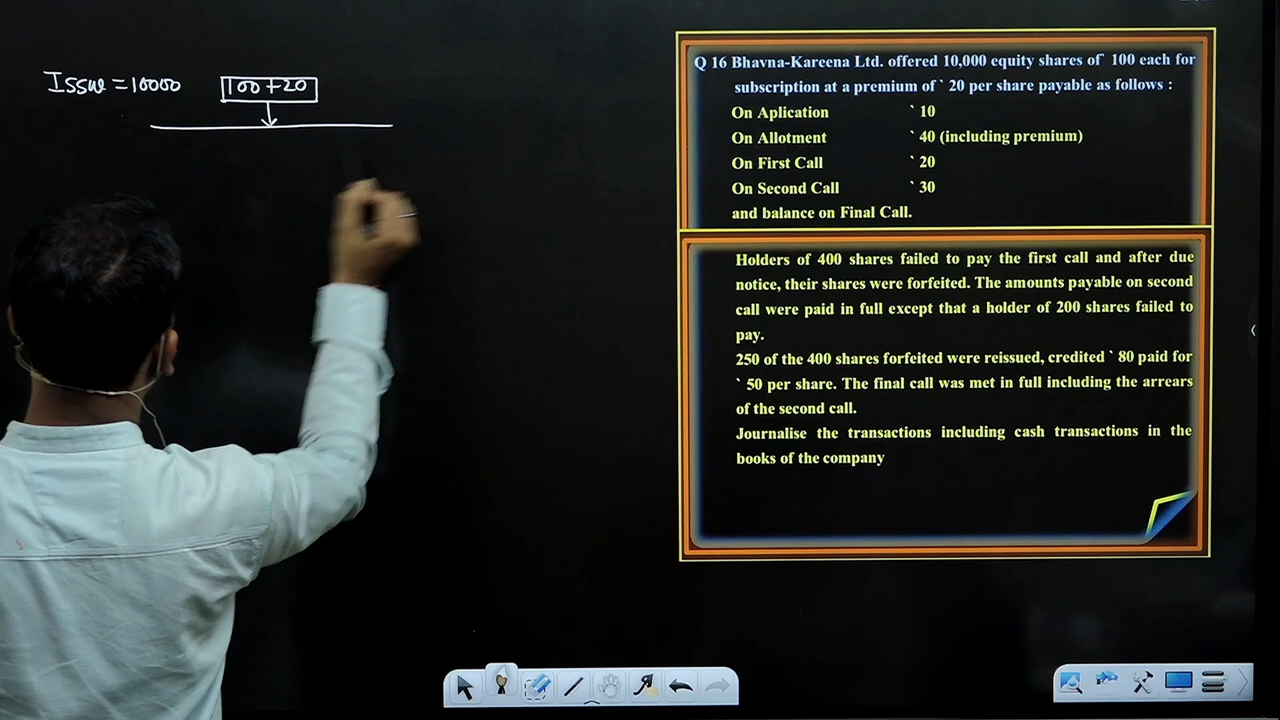 Issue = 10000 100+20
Q 16 Bhavna-Kareena Ltd. offered 10,000 equity shares of` 100 each for
subscription at a premium of ` 20 per share payable as follows :
On Aplication ` 10
On Allotment ` 40 (including premium)
On First Call ` 20
On Second Call ` 30
and balance on Final Call.
Holders of 400 shares failed to pay the first call and after due
notice, their shares were forfeited. The amounts payable on second
call were paid in full except that a holder of 200 shares failed to
pay.
250 of the 400 shares forfeited were reissued, credited ` 80 paid for
` 50 per share. The final call was met in full including the arrears
of the second call.
Journalise the transactions including cash transactions in the
books of the company